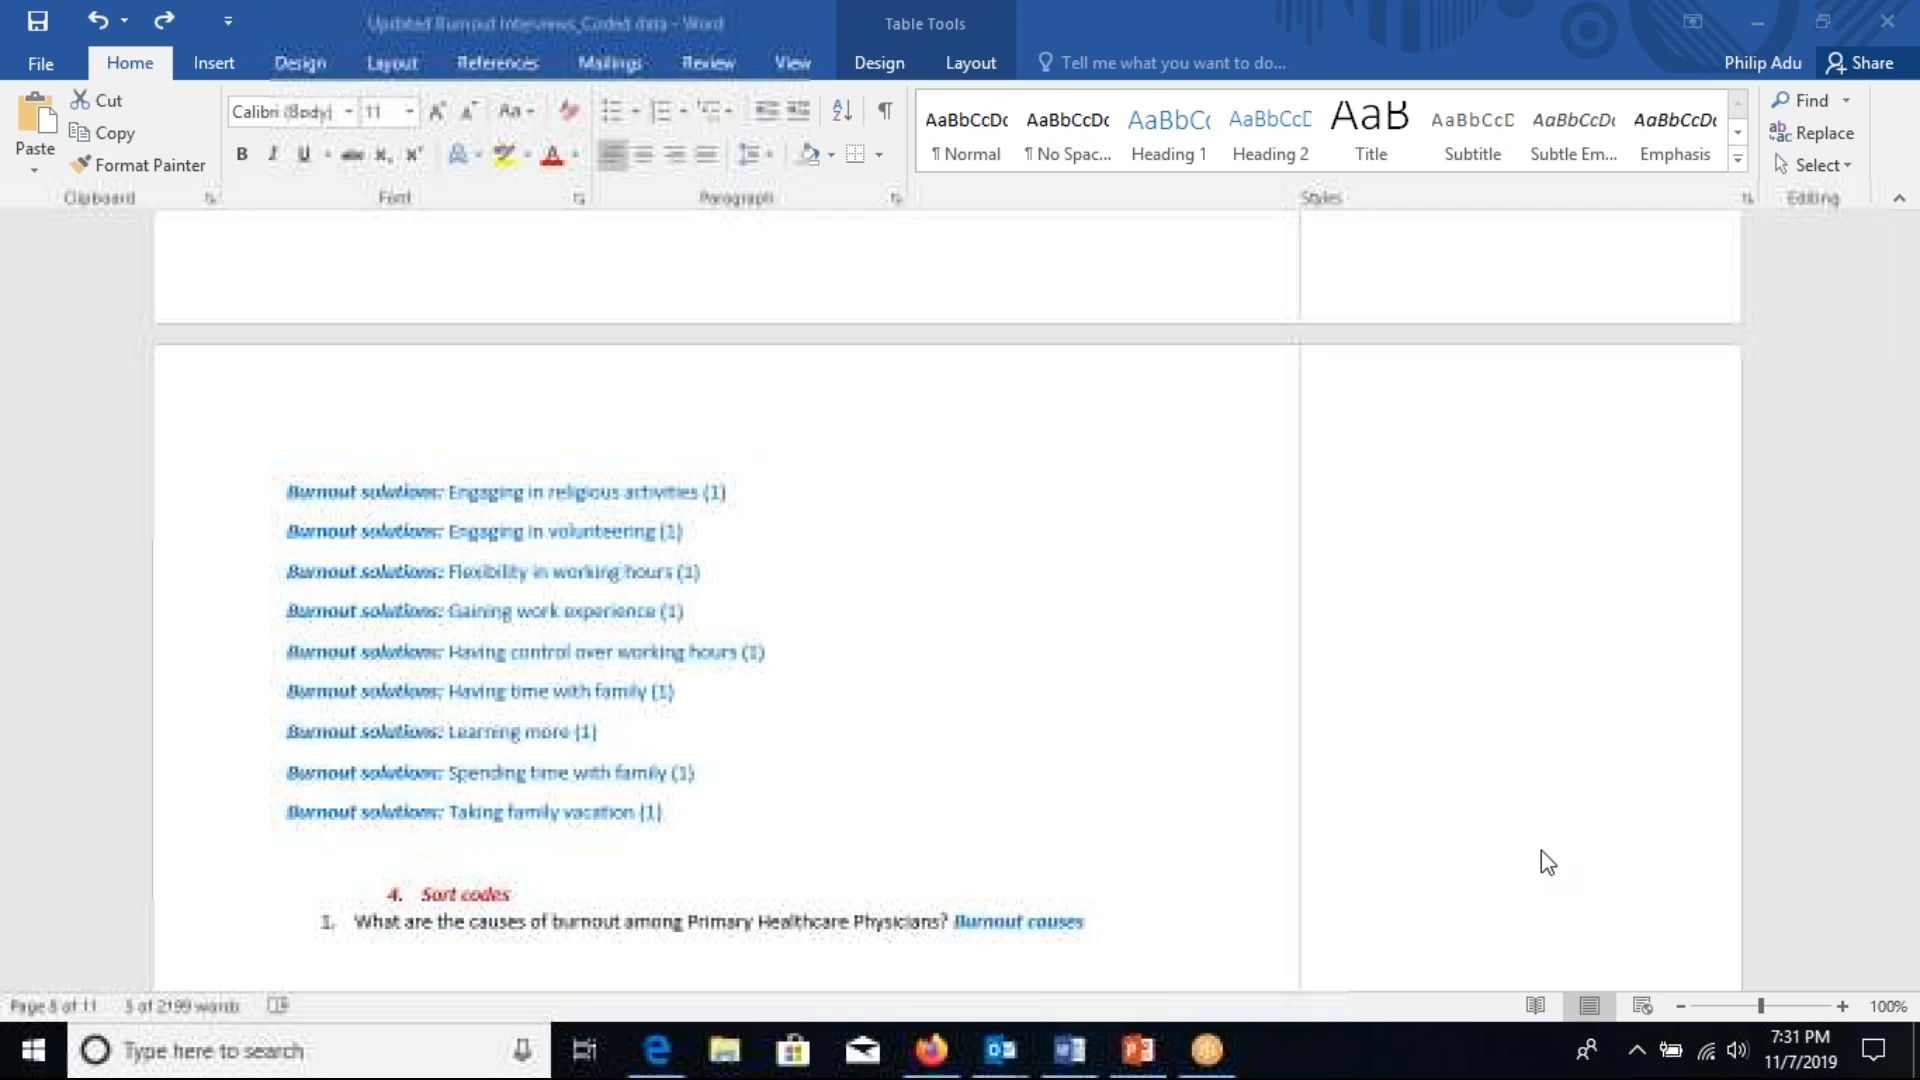 Updated Burnout Interviews_Coded data - Word
Table Tools
File Home Insert Design Layout References Mailings Review View Design Layout Tell me what you want to do... Philip Adu Share
Paste
Cut
Copy
Format Painter
Calibri (Body) 11
B I U
AaBbCcDc AaBbCcDc AaBbC( AaBbCcD AaB AaBbCcD AaBbCcDc AaBbCcDc
¶ Normal ¶ No Spac... Heading 1 Heading 2 Title Subtitle Subtle Em... Emphasis
Find
Replace
Select
Clipboard Font Paragraph Styles Editing
Burnout solutions: Engaging in religious activities (1)
Burnout solutions: Engaging in volunteering (1)
Burnout solutions: Flexibility in working hours (1)
Burnout solutions: Gaining work experience (1)
Burnout solutions: Having control over working hours (1)
Burnout solutions: Having time with family (1)
Burnout solutions: Learning more (1)
Burnout solutions: Spending time with family (1)
Burnout solutions: Taking family vacation (1)
4. Sort codes
1. What are the causes of burnout among Primary Healthcare Physicians? Burnout causes
Page 8 of 11 5 of 2199 words 100%
Type here to search
7:31 PM
11/7/2019